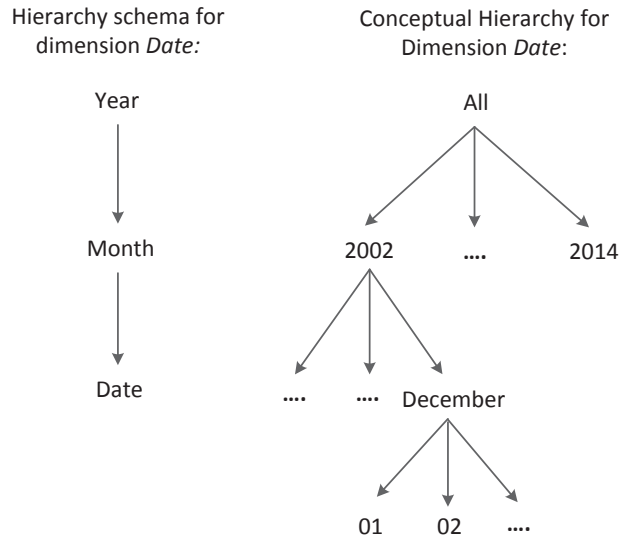 Hierarchy schema for
dimension Date:
Year
Month
Date
Conceptual Hierarchy for
Dimension Date:
All
2002
....
2014
....
....
December
01
02
....